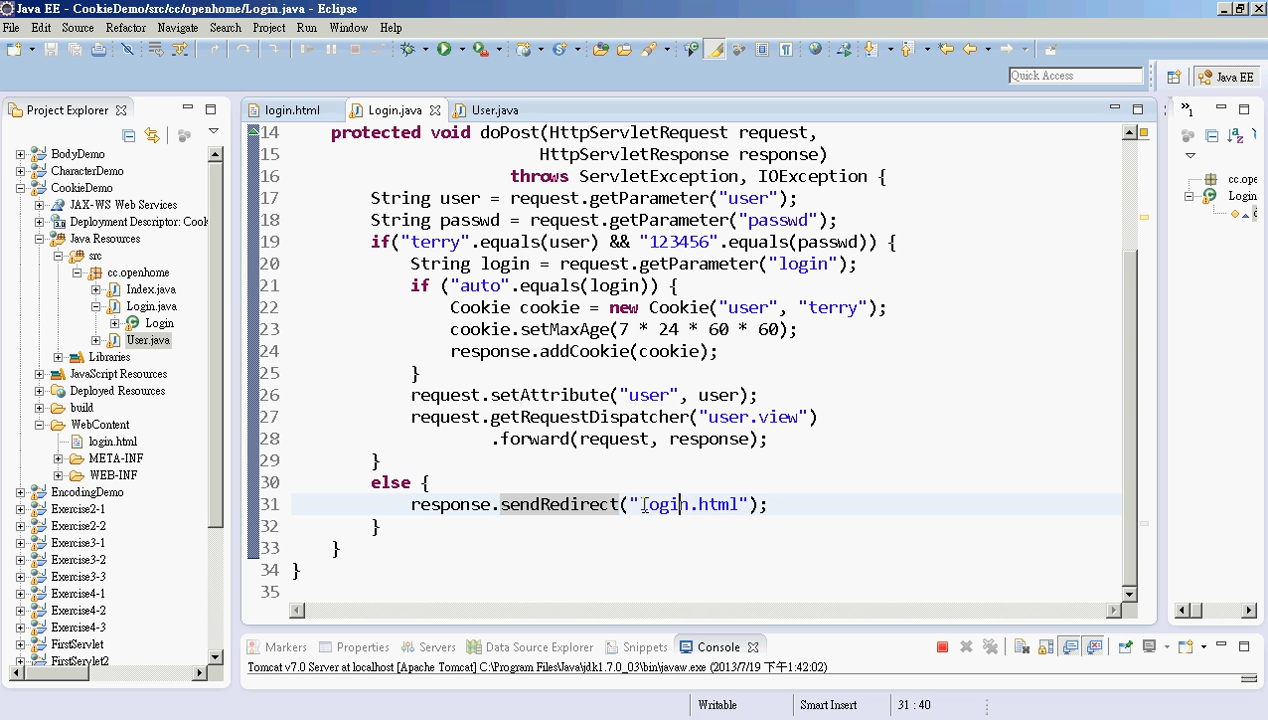 Java EE - CookieDemo/src/cc/openhome/Login.java - Eclipse
File Edit Source Refactor Navigate Search Project Run Window Help
Quick Access
Java EE
Project Explorer
login.html
Login.java
User.java
BodyDemo
CharacterDemo
CookieDemo
JAX-WS Web Services
Deployment Descriptor: Cook
Java Resources
src
cc.openhome
Index.java
Login.java
Login
User.java
Libraries
JavaScript Resources
Deployed Resources
build
WebContent
login.html
META-INF
WEB-INF
EncodingDemo
Exercise2-1
Exercise2-2
Exercise3-1
Exercise3-2
Exercise3-3
Exercise4-1
Exercise4-2
Exercise4-3
FirstServlet
FirstServlet2
14 protected void doPost(HttpServletRequest request,
15 HttpServletResponse response)
16 throws ServletException, IOException {
17 String user = request.getParameter("user");
18 String passwd = request.getParameter("passwd");
19 if("terry".equals(user) && "123456".equals(passwd)) {
20 String login = request.getParameter("login");
21 if ("auto".equals(login)) {
22 Cookie cookie = new Cookie("user", "terry");
23 cookie.setMaxAge(7 * 24 * 60 * 60);
24 response.addCookie(cookie);
25 }
26 request.setAttribute("user", user);
27 request.getRequestDispatcher("user.view")
28 .forward(request, response);
29 }
30 else {
31 response.sendRedirect("login.html");
32 }
33 }
34 }
35
cc.ope
Login
Markers Properties Servers Data Source Explorer Snippets Console
Tomcat v7.0 Server at localhost [Apache Tomcat] C:\Program Files\Java\jdk1.7.0_03\bin\javaw.exe (2013/7/19 下午1:42:02)
Writable Smart Insert 31 : 40